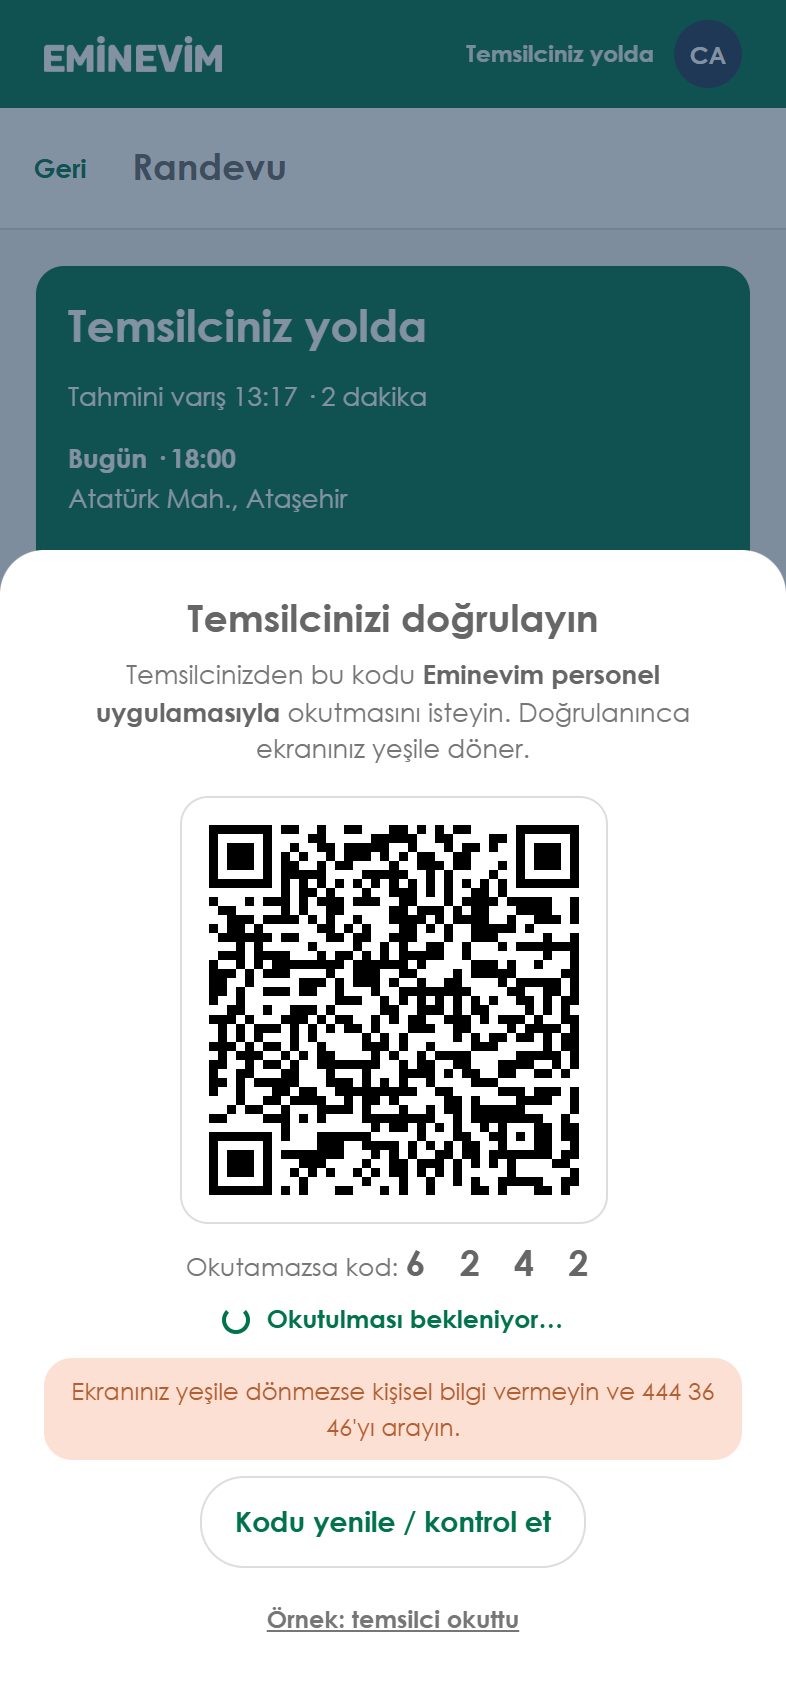 EMİNEVİM
Temsilciniz yolda
CA
Geri
Randevu
Temsilciniz yolda
Tahmini varış 13:17 · 2 dakika
Bugün · 18:00
Atatürk Mah., Ataşehir
Temsilcinizi doğrulayın
Temsilcinizden bu kodu Eminevim personel
uygulamasıyla okutmasını isteyin. Doğrulanınca
ekranınız yeşile döner.
Okutamazsa kod: 6 2 4 2
Okutulması bekleniyor...
Ekranınız yeşile dönmezse kişisel bilgi vermeyin ve 444 36
46'yı arayın.
Kodu yenile / kontrol et
Örnek: temsilci okuttu